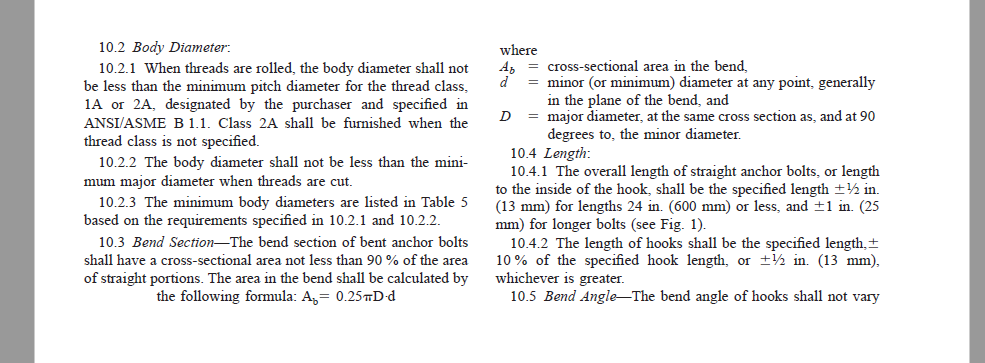 10.2 Body Diameter:
10.2.1 When threads are rolled, the body diameter shall not
be less than the minimum pitch diameter for the thread class,
1A or 2A, designated by the purchaser and specified in
ANSI/ASME B 1.1. Class 2A shall be furnished when the
thread class is not specified.
10.2.2 The body diameter shall not be less than the mini-
mum major diameter when threads are cut.
10.2.3 The minimum body diameters are listed in Table 5
based on the requirements specified in 10.2.1 and 10.2.2.
10.3 Bend Section—The bend section of bent anchor bolts
shall have a cross-sectional area not less than 90 % of the area
of straight portions. The area in the bend shall be calculated by
the following formula: A_b= 0.25πD·d
where
A_b = cross-sectional area in the bend,
d = minor (or minimum) diameter at any point, generally
in the plane of the bend, and
D = major diameter, at the same cross section as, and at 90
degrees to, the minor diameter.
10.4 Length:
10.4.1 The overall length of straight anchor bolts, or length
to the inside of the hook, shall be the specified length ±½ in.
(13 mm) for lengths 24 in. (600 mm) or less, and ±1 in. (25
mm) for longer bolts (see Fig. 1).
10.4.2 The length of hooks shall be the specified length,±
10 % of the specified hook length, or ±½ in. (13 mm),
whichever is greater.
10.5 Bend Angle—The bend angle of hooks shall not vary